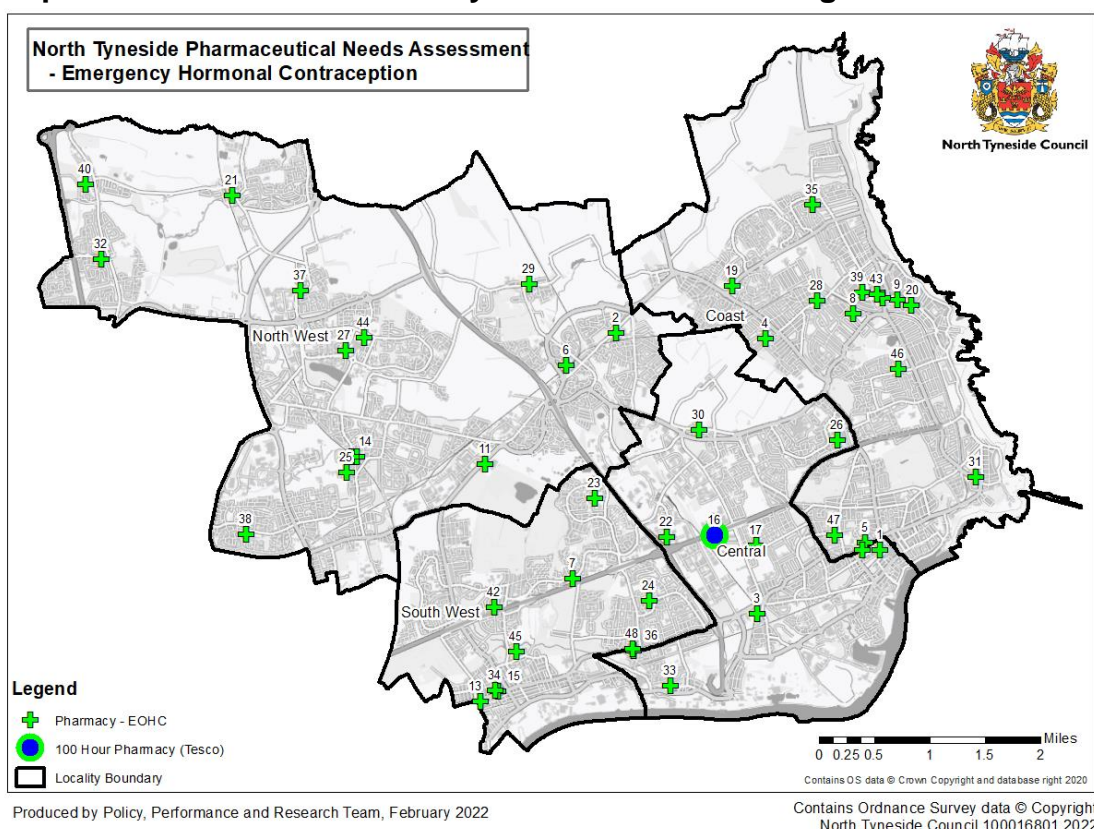 North Tyneside Pharmaceutical Needs Assessment
- Emergency Hormonal Contraception
North Tyneside Council
40
21
35
32
19
29
37
28
39
43
9
20
8
Coast
2
4
North West
44
27
6
46
30
26
14
25
11
31
23
16
38
22
17
47
5
1
Central
7
24
42
South West
3
45
48
36
34
15
33
13
Legend
Pharmacy - EOHC
100 Hour Pharmacy (Tesco)
Locality Boundary
Miles
0 0.25 0.5 1 1.5 2
Contains OS data © Crown Copyright and database right 2020
Produced by Policy, Performance and Research Team, February 2022
Contains Ordnance Survey data © Copyright
North Tyneside Council 100016801 2022